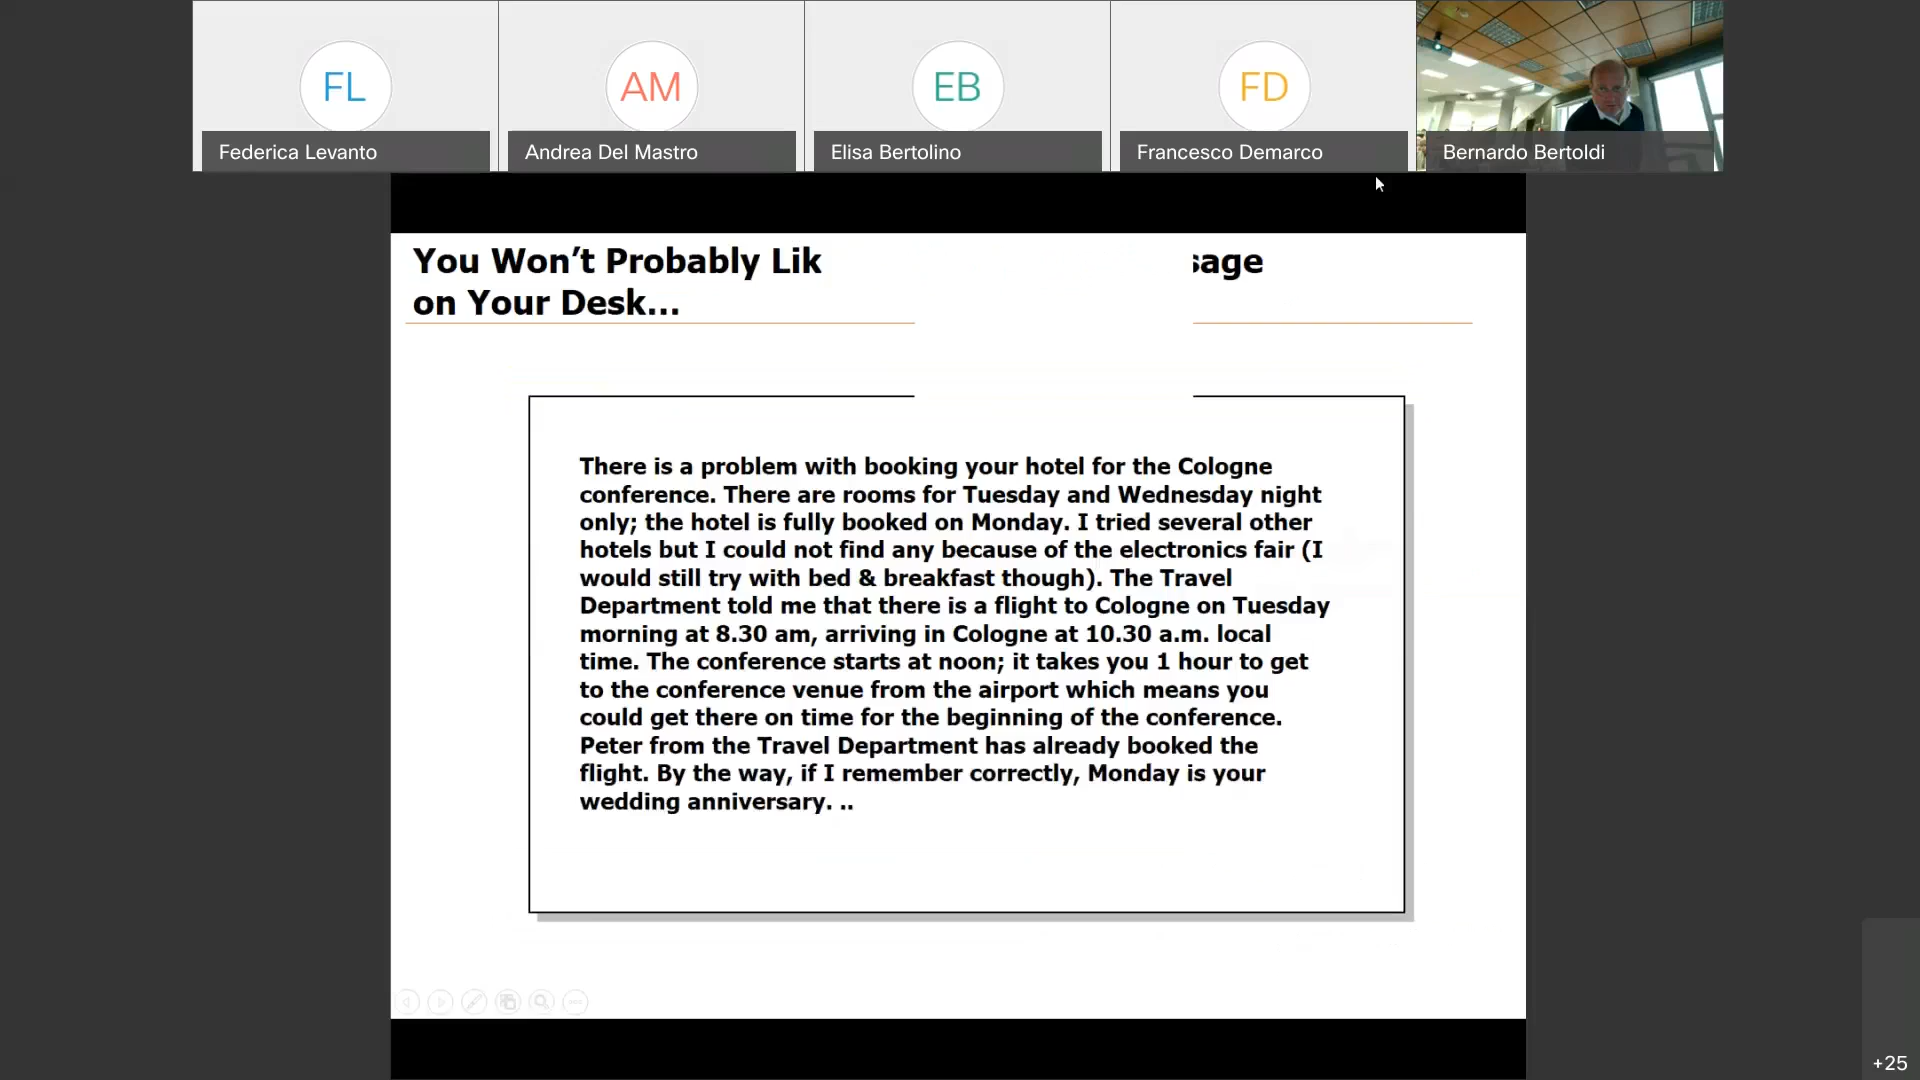 FL
AM
EB
FD
Federica Levanto
Andrea Del Mastro
Elisa Bertolino
Francesco Demarco
Bernardo Bertoldi
You Won’t Probably Lik sage
on Your Desk...
There is a problem with booking your hotel for the Cologne
conference. There are rooms for Tuesday and Wednesday night
only; the hotel is fully booked on Monday. I tried several other
hotels but I could not find any because of the electronics fair (I
would still try with bed & breakfast though). The Travel
Department told me that there is a flight to Cologne on Tuesday
morning at 8.30 am, arriving in Cologne at 10.30 a.m. local
time. The conference starts at noon; it takes you 1 hour to get
to the conference venue from the airport which means you
could get there on time for the beginning of the conference.
Peter from the Travel Department has already booked the
flight. By the way, if I remember correctly, Monday is your
wedding anniversary. ..
+25